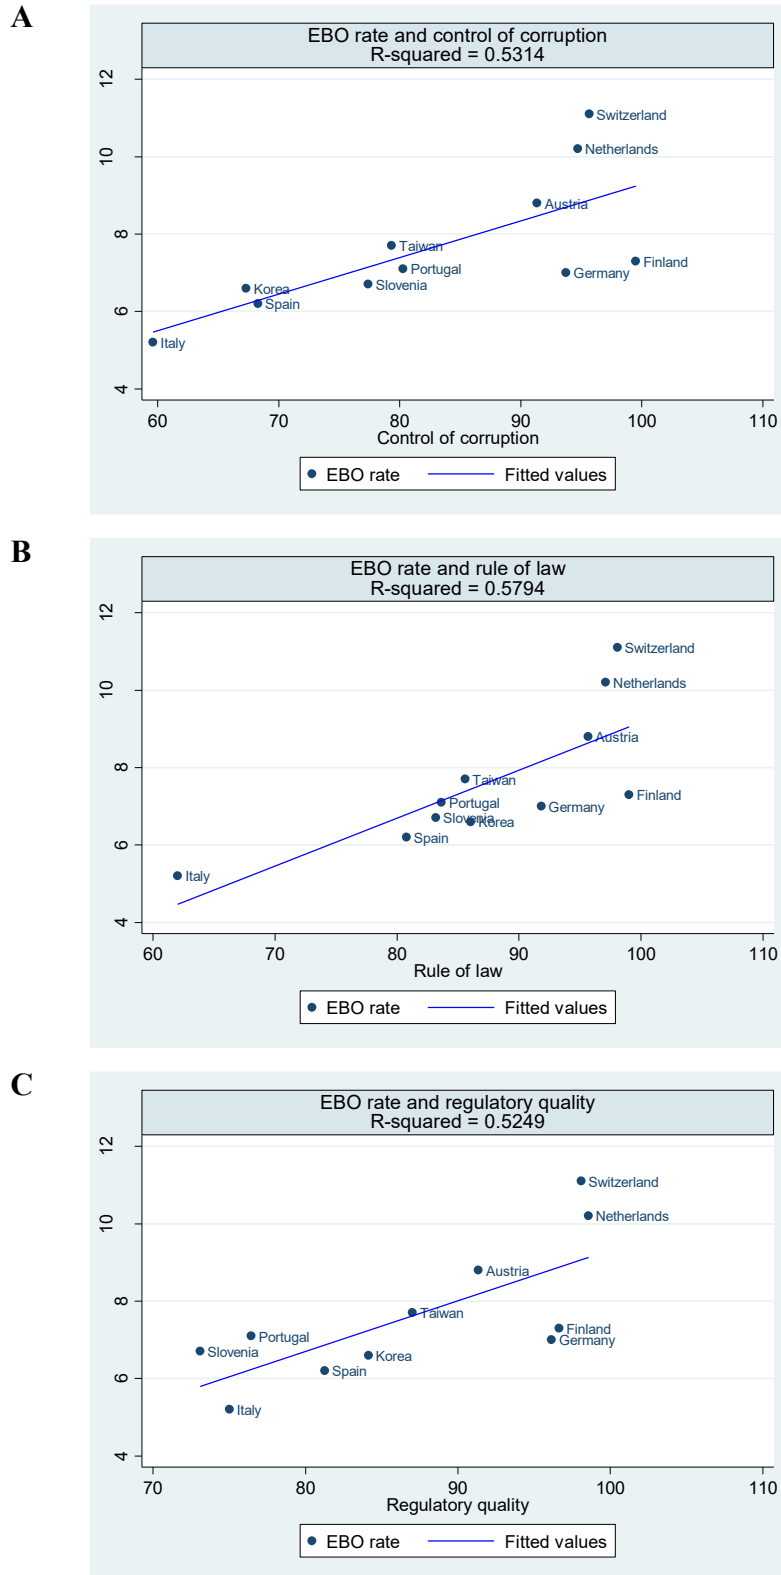 A
EBO rate and control of corruption
R-squared = 0.5314
12
10
8
6
4
Switzerland
Netherlands
Austria
Taiwan
Portugal
Finland
Germany
Slovenia
Korea
Spain
Italy
60 70 80 90 100 110
Control of corruption
EBO rate Fitted values
B
EBO rate and rule of law
R-squared = 0.5794
12
10
8
6
4
Switzerland
Netherlands
Austria
Taiwan
Finland
Portugal
Germany
Slovenia
Korea
Spain
Italy
60 70 80 90 100 110
Rule of law
EBO rate Fitted values
C
EBO rate and regulatory quality
R-squared = 0.5249
12
10
8
6
4
Switzerland
Netherlands
Austria
Taiwan
Finland
Portugal
Germany
Slovenia
Korea
Spain
Italy
70 80 90 100 110
Regulatory quality
EBO rate Fitted values